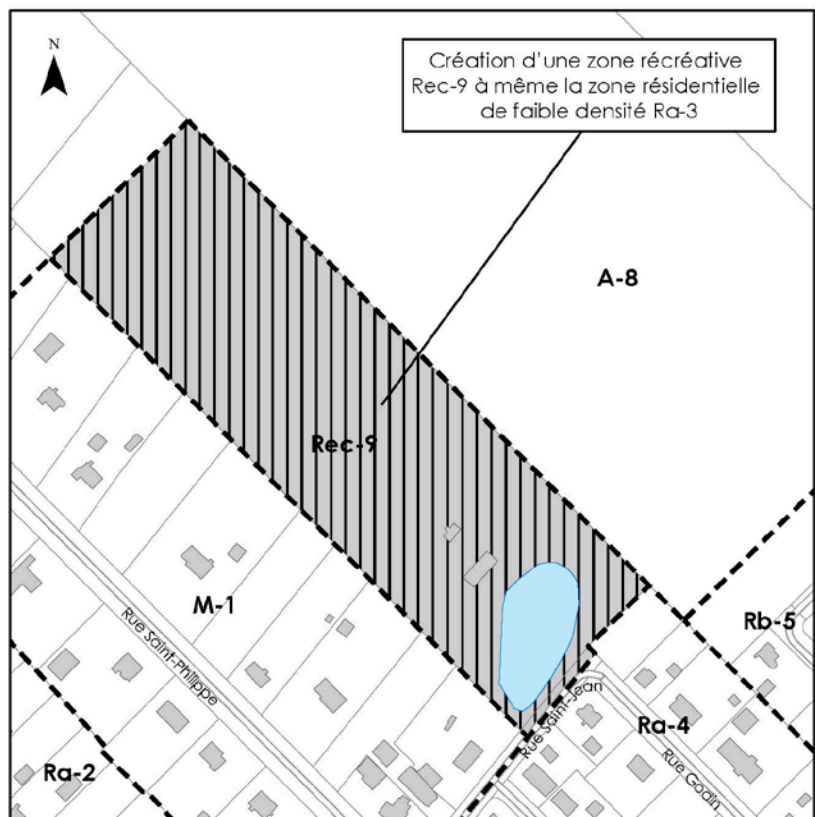 N
Création d'une zone récréative
Rec-9 à même la zone résidentielle
de faible densité Ra-3
A-8
Rec-9
M-1
Rue Saint-Philippe
Rb-5
Rue Saint-Jean
Ra-4
Rue Godin
Ra-2